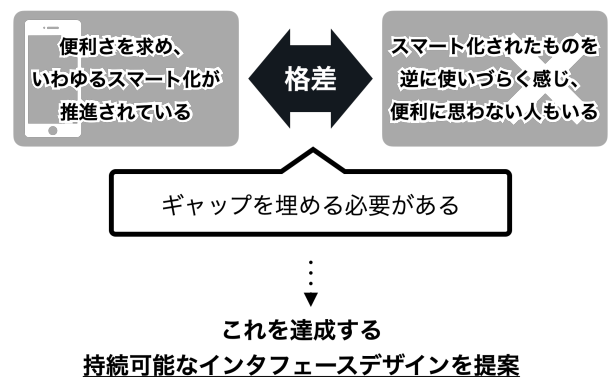 便利さを求め、
いわゆるスマート化が
推進されている
格差
スマート化されたものを
逆に使いづらく感じ、
便利に思わない人もいる
ギャップを埋める必要がある
これを達成する
持続可能なインタフェースデザインを提案